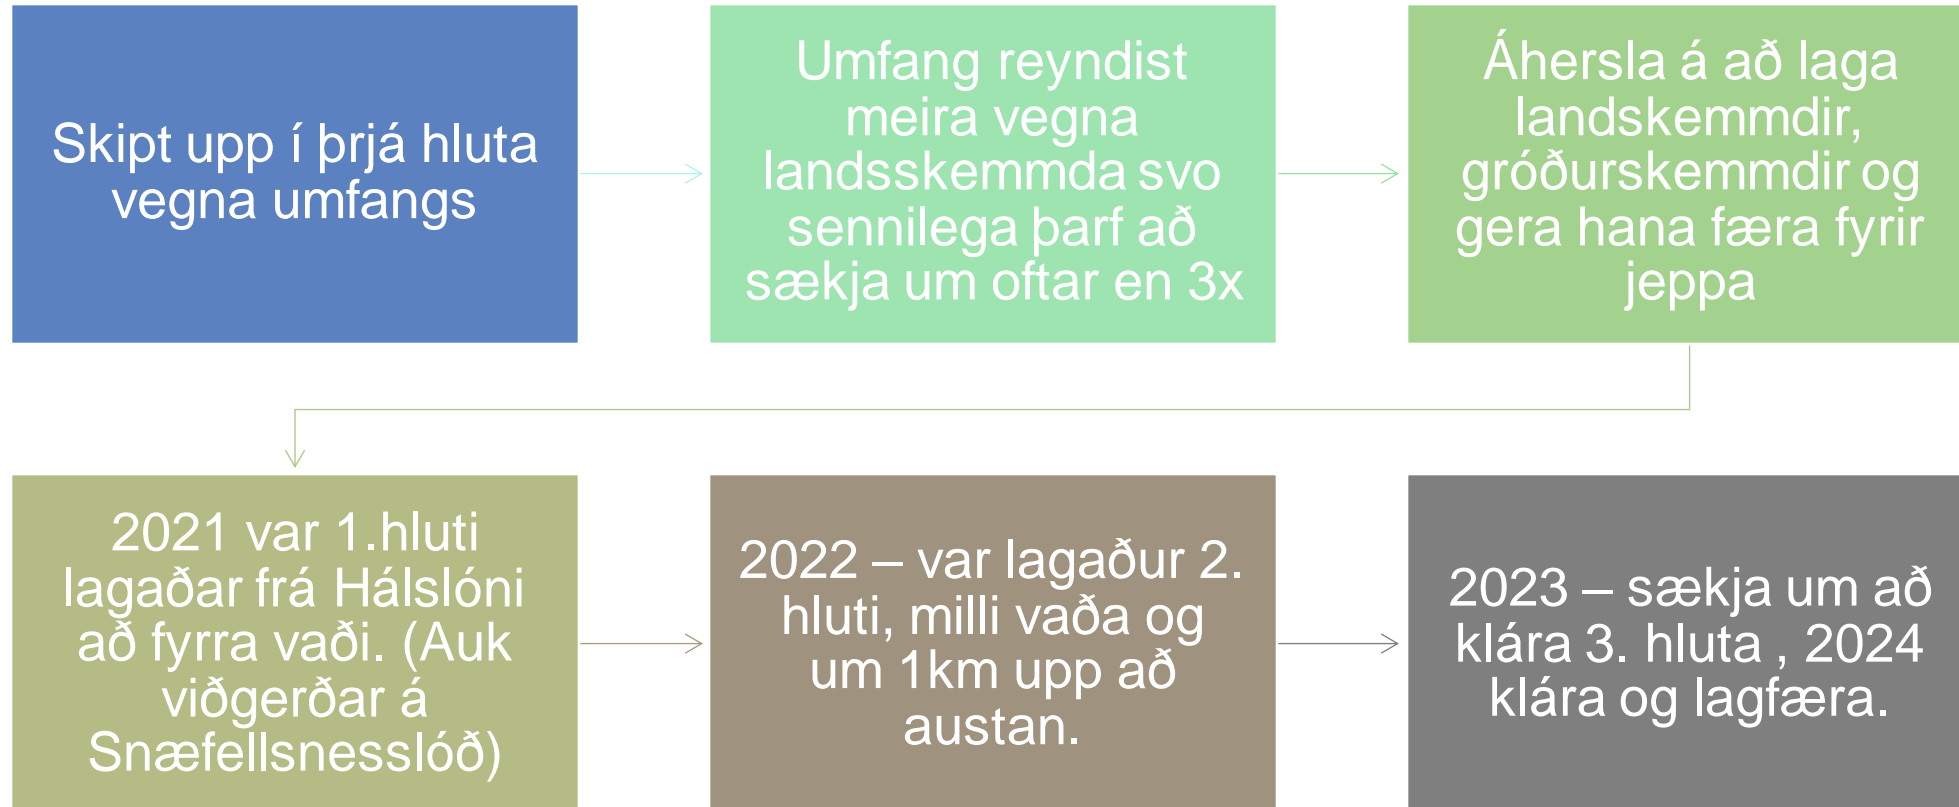 Skipt upp í þrjá hluta
vegna umfangs
Umfang reyndist
meira vegna
landsskemmda svo
sennilega þarf að
sækja um oftar en 3x
Áhersla á að laga
landskemmdir,
gróðurskemmdir og
gera hana færa fyrir
jeppa
2021 var 1.hluti
lagaðar frá Hálslóni
að fyrra vaði. (Auk
viðgerðar á
Snæfellsnesslóð)
2022 – var lagaður 2.
hluti, milli vaða og
um 1km upp að
austan.
2023 – sækja um að
klára 3. hluta , 2024
klára og lagfæra.